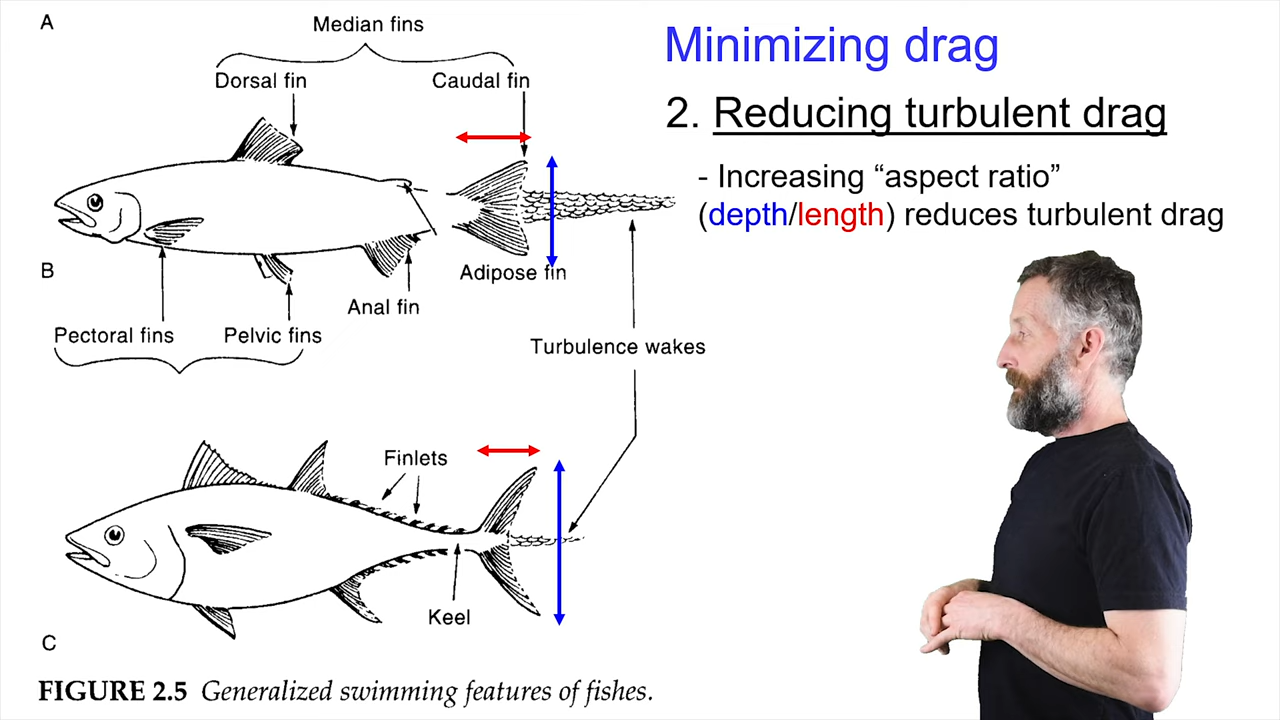 A
Median fins
Dorsal fin
Caudal fin
Minimizing drag
2. Reducing turbulent drag
- Increasing “aspect ratio”
(depth/length) reduces turbulent drag
B
Adipose fin
Anal fin
Pectoral fins
Pelvic fins
Turbulence wakes
Finlets
Keel
C
FIGURE 2.5 Generalized swimming features of fishes.